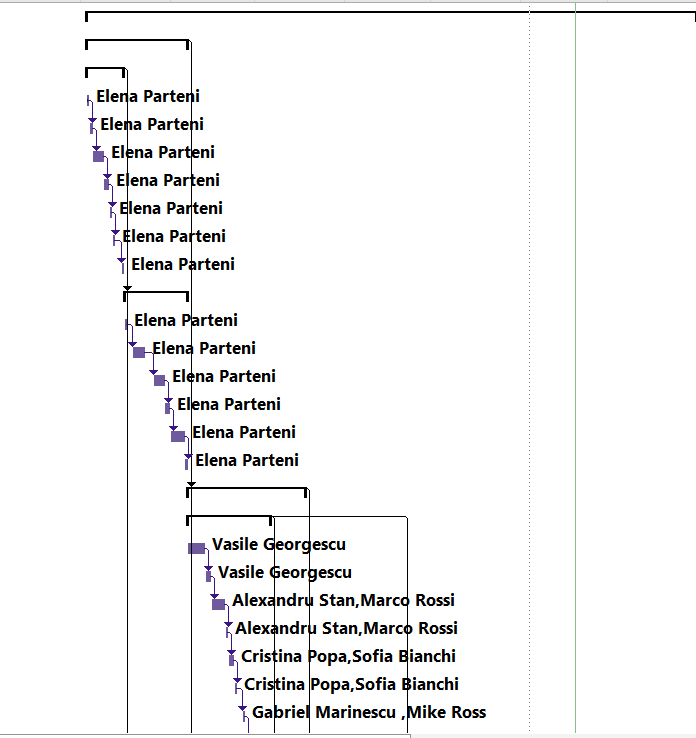 Elena Parteni
Elena Parteni
Elena Parteni
Elena Parteni
Elena Parteni
Elena Parteni
Elena Parteni
Elena Parteni
Elena Parteni
Elena Parteni
Elena Parteni
Elena Parteni
Elena Parteni
Vasile Georgescu
Vasile Georgescu
Alexandru Stan,Marco Rossi
Alexandru Stan,Marco Rossi
Cristina Popa,Sofia Bianchi
Cristina Popa,Sofia Bianchi
Gabriel Marinescu ,Mike Ross